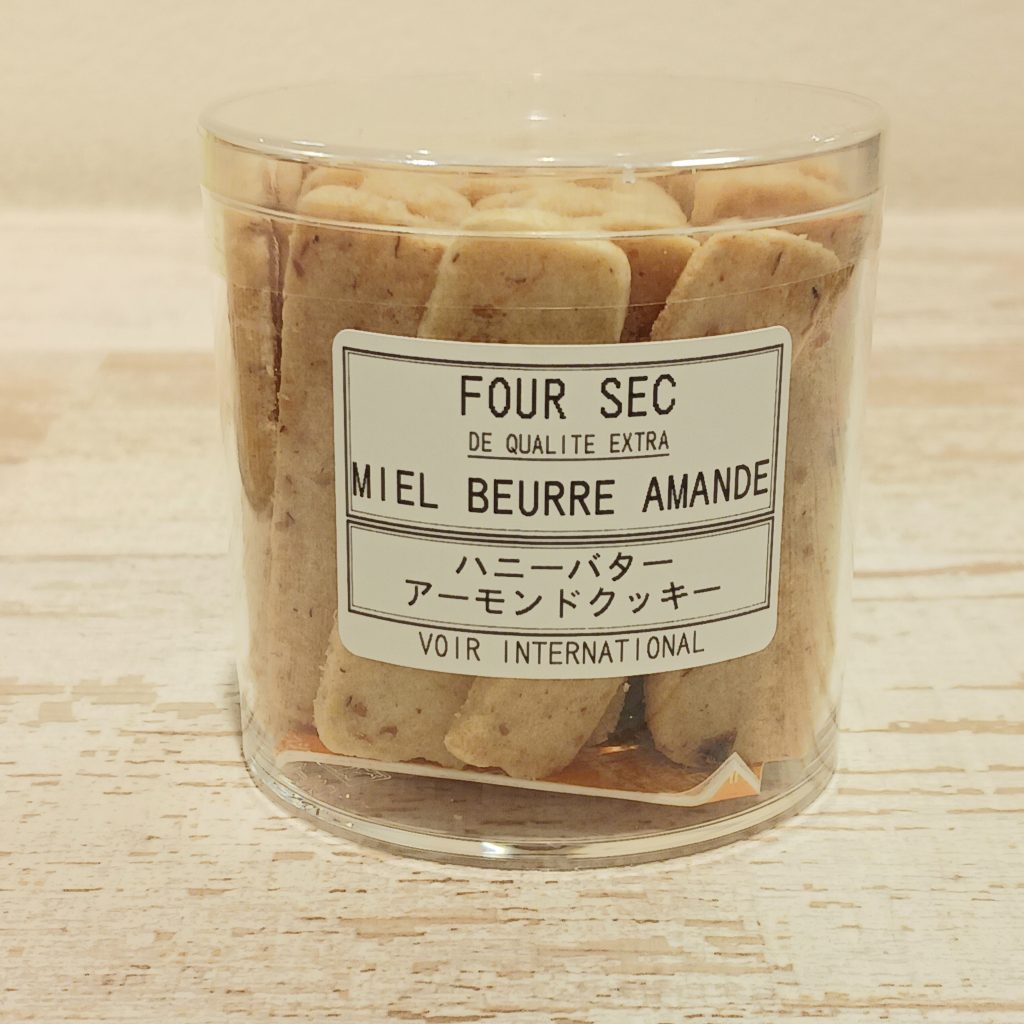 FOUR SEC
DE QUALITE EXTRA
MIEL BEURRE AMANDE
ハニーバター
アーモンドクッキー
VOIR INTERNATIONAL